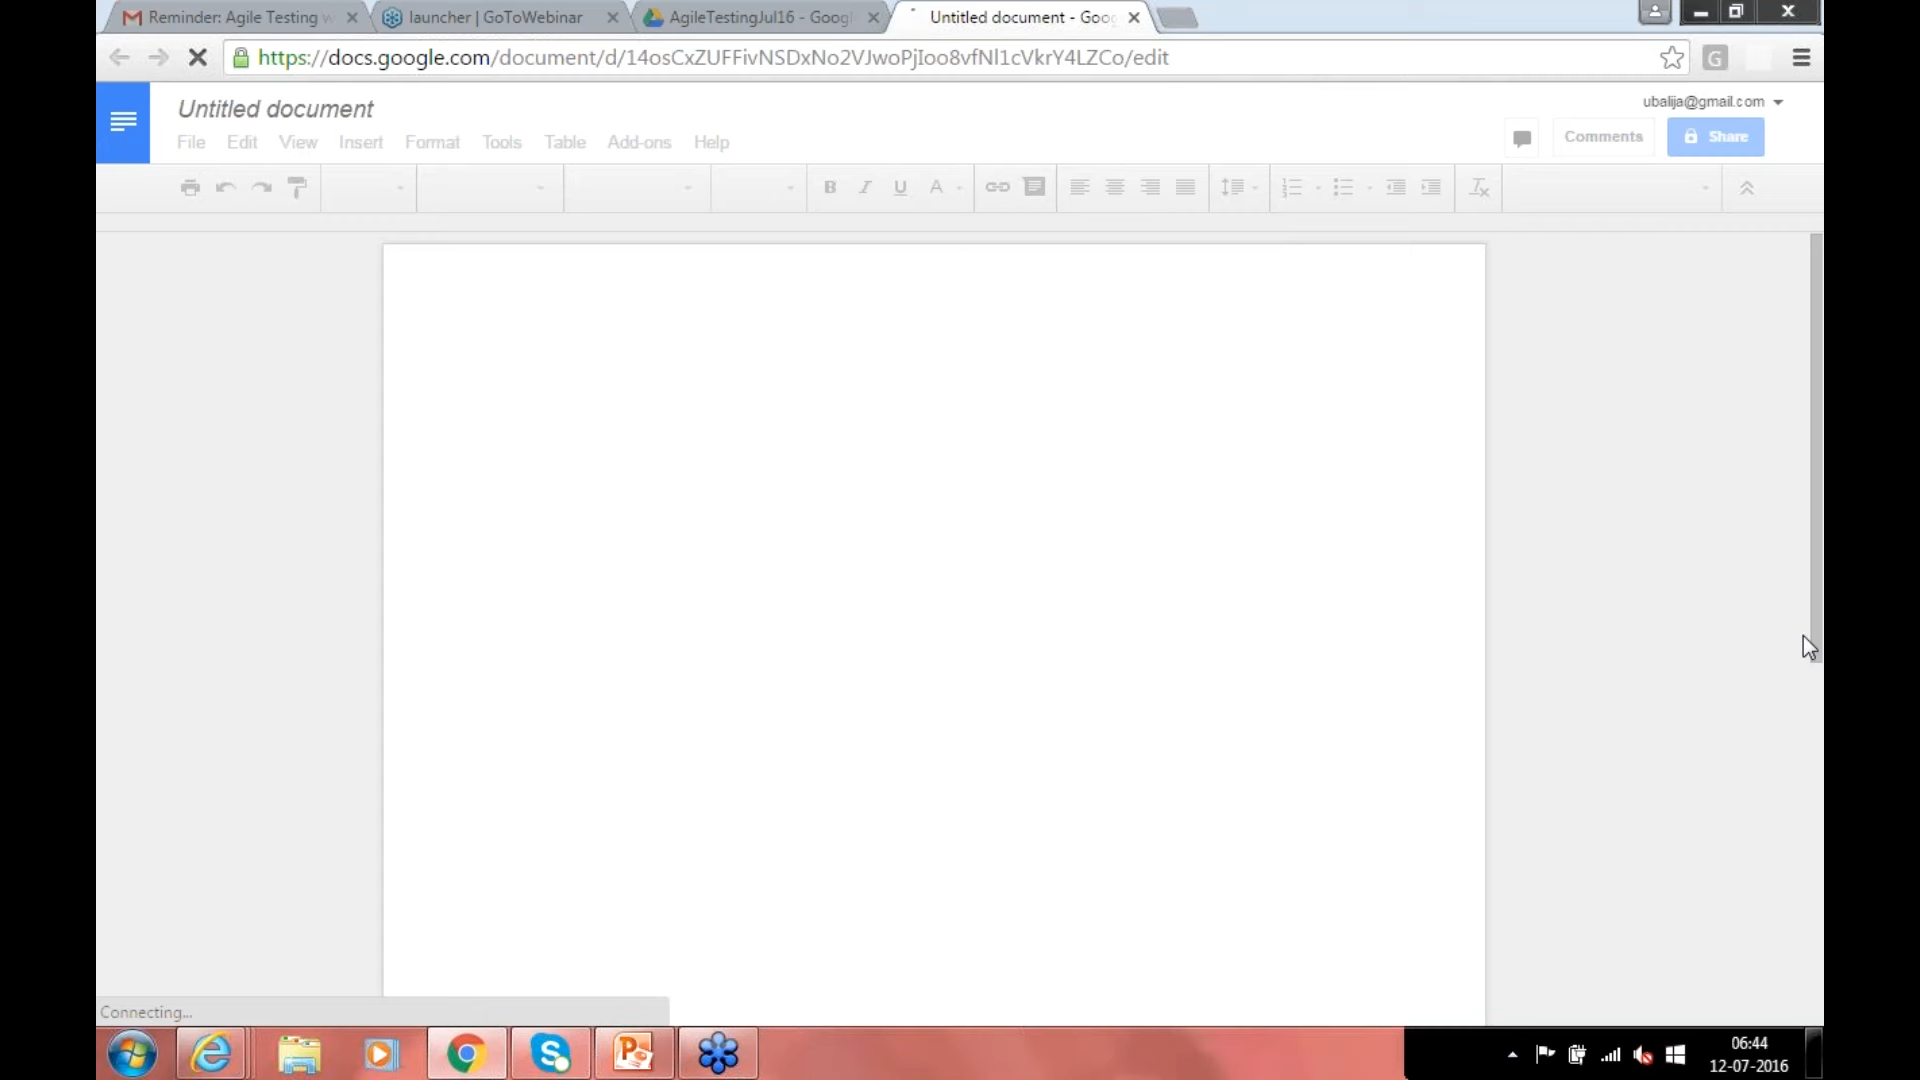 Reminder: Agile Testing w
launcher | GoToWebinar
AgileTestingJul16 - Googl
Untitled document - Goo
https://docs.google.com/document/d/14osCxZUFFivNSDxNo2VJwoPjIoo8vfNl1cVkrY4LZCo/edit
G
Untitled document
ubalija@gmail.com
File Edit View Insert Format Tools Table Add-ons Help
Comments
Share
B I U A
Connecting...
06:44
12-07-2016